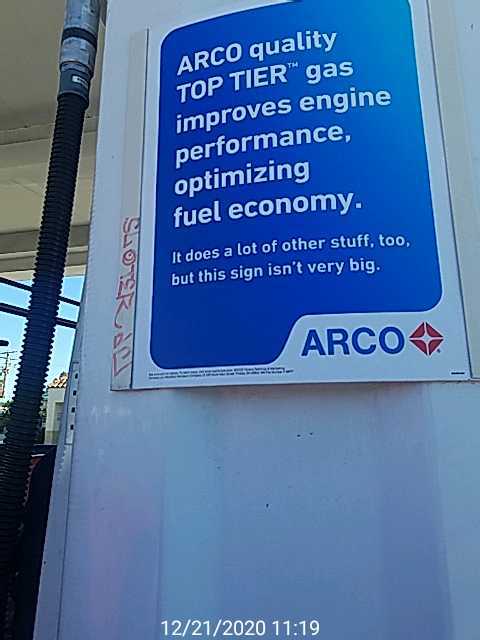 ARCO quality
TOP TIER™ gas
improves engine
performance,
optimizing
fuel economy.
It does a lot of other stuff, too,
but this sign isn't very big.
ARCO
12/21/2020 11:19